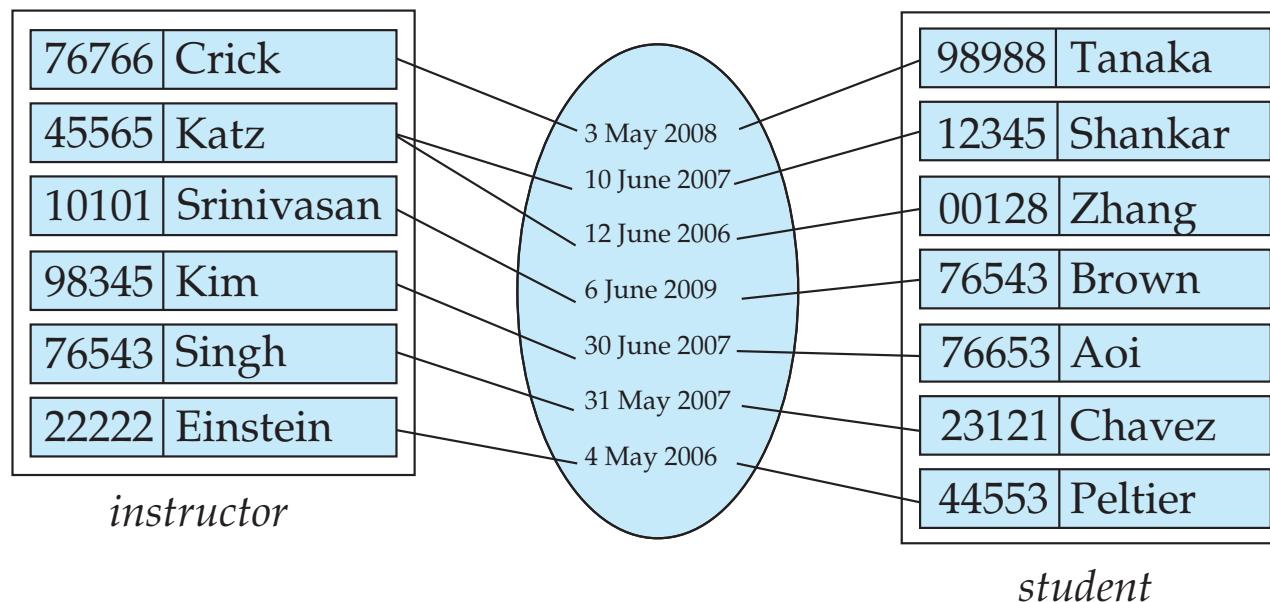 76766 Crick
45565 Katz
10101 Srinivasan
98345 Kim
76543 Singh
22222 Einstein
instructor
3 May 2008
10 June 2007
12 June 2006
6 June 2009
30 June 2007
31 May 2007
4 May 2006
98988 Tanaka
12345 Shankar
00128 Zhang
76543 Brown
76653 Aoi
23121 Chavez
44553 Peltier
student